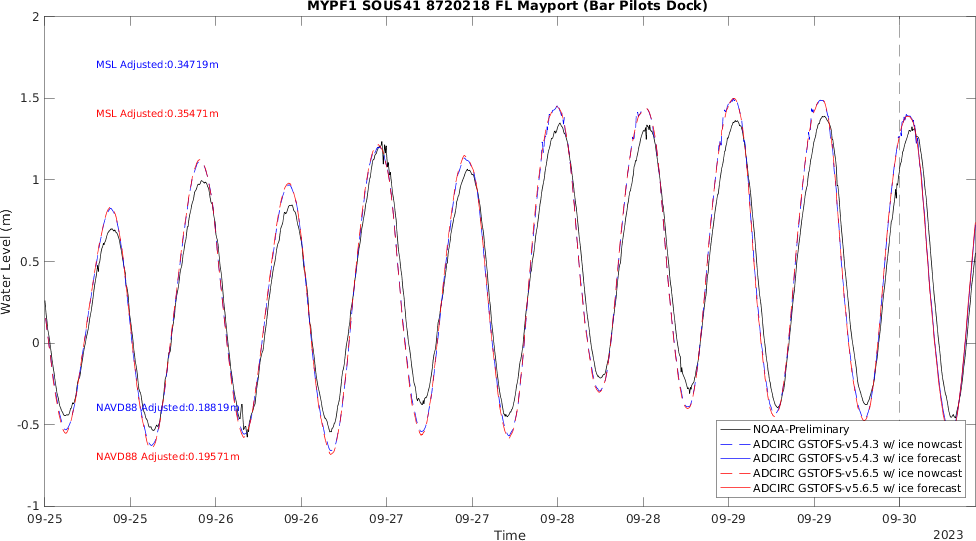 MYPF1 SOUS41 8720218 FL Mayport (Bar Pilots Dock)
2
MSL Adjusted:0.34719m
1.5
MSL Adjusted:0.35471m
1
0.5
Water Level (m)
0
NAVD88 Adjusted:0.18819m
-0.5
NAVD88 Adjusted:0.19571m
-1
NOAA-Preliminary
ADCIRC GSTOFS-v5.4.3 w/ ice nowcast
ADCIRC GSTOFS-v5.4.3 w/ ice forecast
ADCIRC GSTOFS-v5.6.5 w/ ice nowcast
ADCIRC GSTOFS-v5.6.5 w/ ice forecast
09-25 09-25 09-26 09-26 09-27 09-27 09-28 09-28 09-29 09-29 09-30
Time
2023